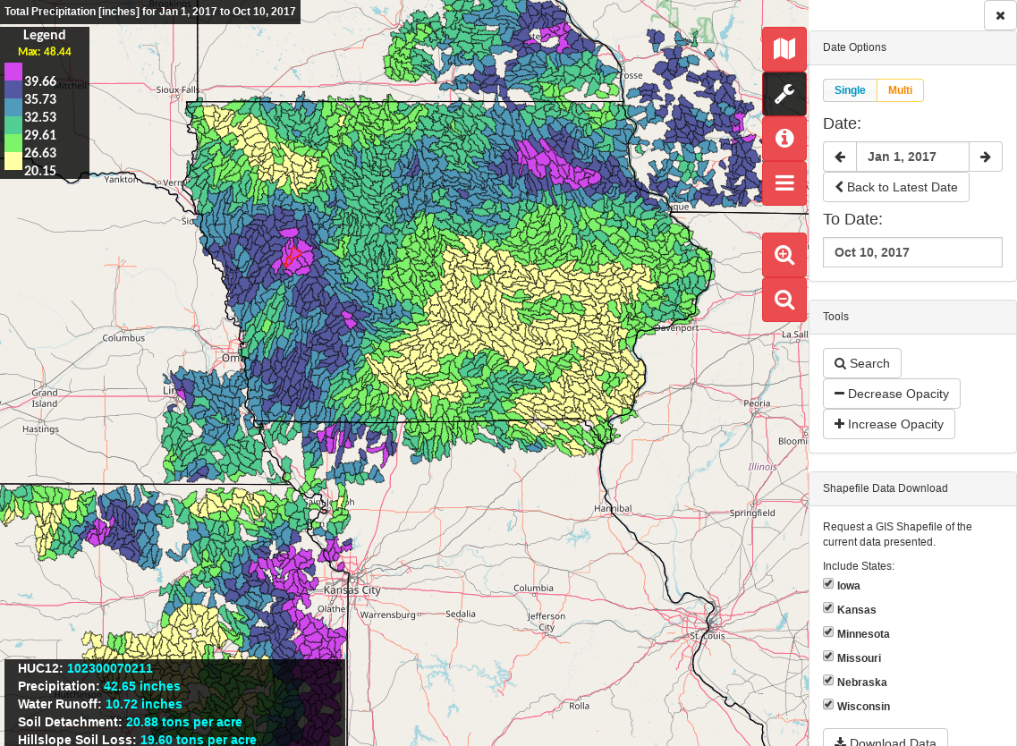 Total Precipitation [inches] for Jan 1, 2017 to Oct 10, 2017
Legend
Max: 48.44
39.66
35.73
32.53
29.61
26.63
20.15
Sioux Falls
Yankton
Columbus
Grand
Island
Hastings
Davenport
La Sall
Peoria
Bloomi
Illinois
Hannibal
Springfield
Kansas City
Olathe
Warrensburg
Sedalia
Columbia
Jefferson
City
St. Louis
Rolla
HUC12: 102300070211
Precipitation: 42.65 inches
Water Runoff: 10.72 inches
Soil Detachment: 20.88 tons per acre
Hillslope Soil Loss: 19.60 tons per acre
Date Options
Single Multi
Date:
Jan 1, 2017
Back to Latest Date
To Date:
Oct 10, 2017
Tools
Search
Decrease Opacity
Increase Opacity
Shapefile Data Download
Request a GIS Shapefile of the
current data presented.
Include States:
Iowa
Kansas
Minnesota
Missouri
Nebraska
Wisconsin
Download Data